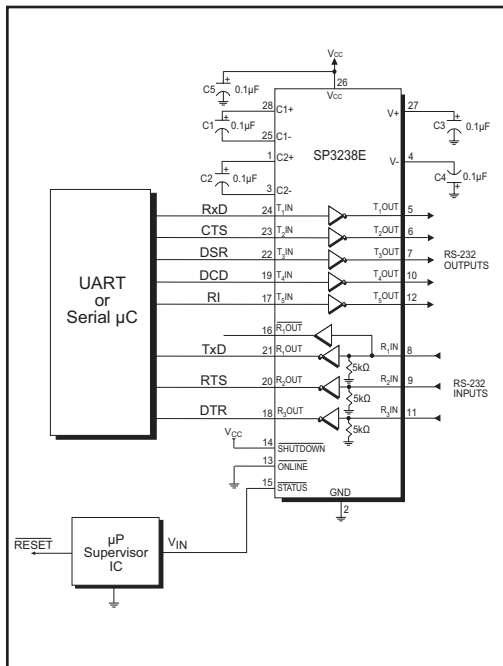 VCC
26
VCC
C5 + 0.1µF
28 C1+
C1 + 0.1µF
25 C1-
1 C2+
C2 + 0.1µF
3 C2-
SP3238E
V+ 27
C3 + 0.1µF
V- 4
C4 0.1µF +
UART
or
Serial µC
RxD 24 T1IN T1OUT 5
CTS 23 T2IN T2OUT 6
DSR 22 T3IN T3OUT 7
DCD 19 T4IN T4OUT 10
RI 17 T5IN T5OUT 12
RS-232
OUTPUTS
16 R1OUT
TxD 21 R1OUT R1IN 8
5kΩ
RTS 20 R2OUT R2IN 9
5kΩ
DTR 18 R3OUT R3IN 11
5kΩ
RS-232
INPUTS
VCC
14 SHUTDOWN
13 ONLINE
15 STATUS
GND
2
RESET
µP
Supervisor
IC
VIN